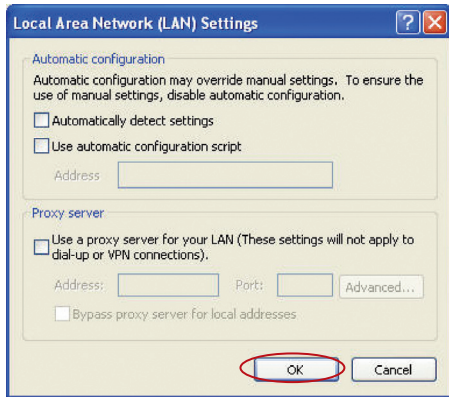 Local Area Network (LAN) Settings
Automatic configuration
Automatic configuration may override manual settings. To ensure the
use of manual settings, disable automatic configuration.
Automatically detect settings
Use automatic configuration script
Address
Proxy server
Use a proxy server for your LAN (These settings will not apply to
dial-up or VPN connections).
Address: Port: Advanced...
Bypass proxy server for local addresses
OK Cancel